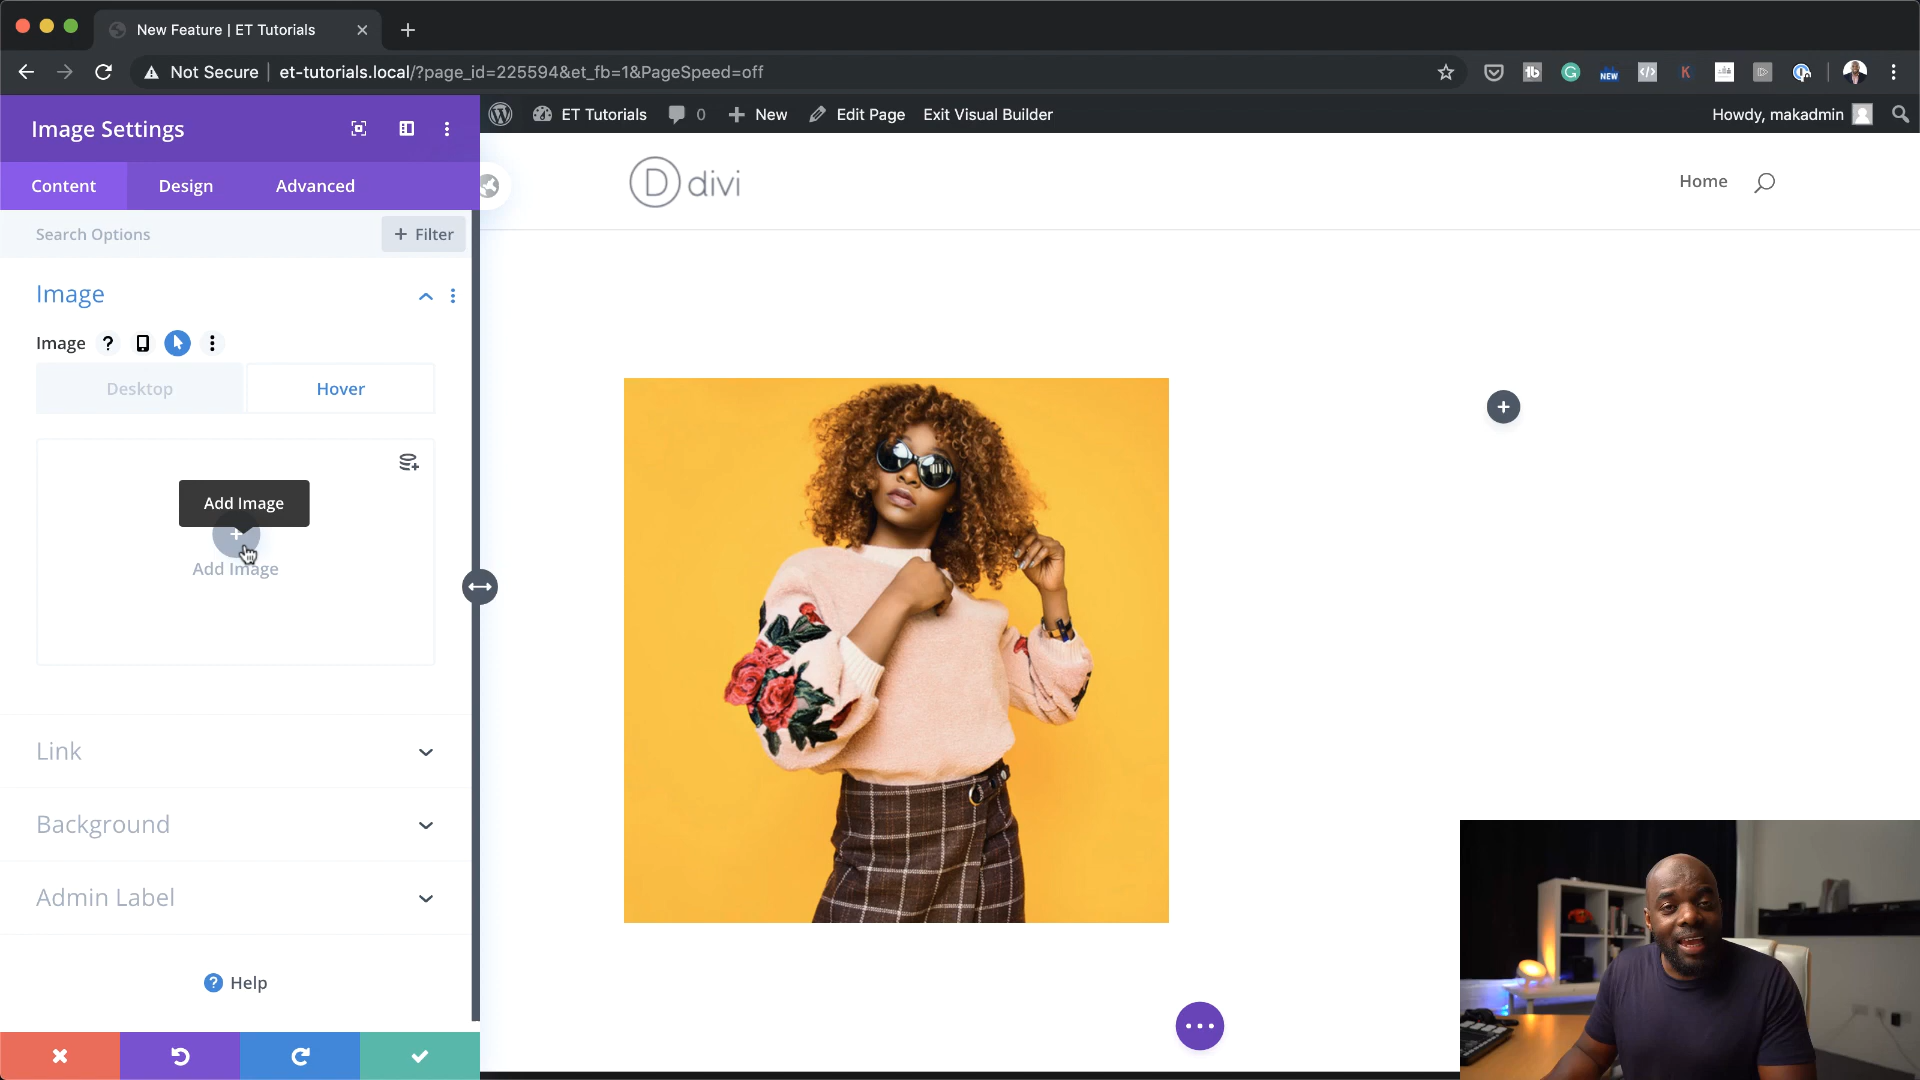 New Feature | ET Tutorials
Not Secure | et-tutorials.local/?page_id=225594&et_fb=1&PageSpeed=off
NEW
K
Image Settings
ET Tutorials 0 New Edit Page Exit Visual Builder
Howdy, makadmin
Content Design Advanced
D divi
Home
Search Options
+ Filter
Image
Image ?
Desktop Hover
Add Image
Add Image
Link
Background
Admin Label
? Help